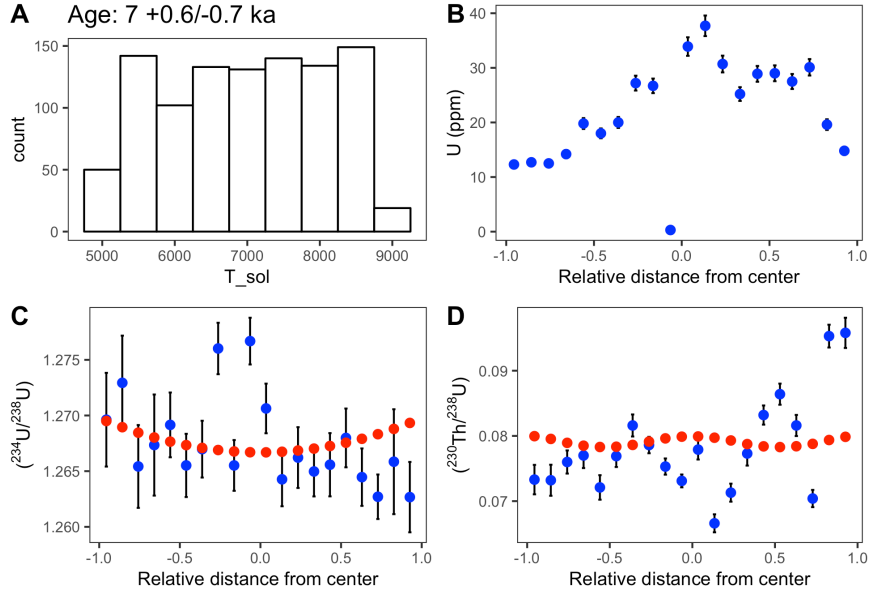 A
Age: 7 +0.6/-0.7 ka
150
100
50
0
count
5000 6000 7000 8000 9000
T_sol
B
40
30
20
10
0
U (ppm)
-1.0 -0.5 0.0 0.5 1.0
Relative distance from center
C
1.275
1.270
1.265
1.260
(²³⁴U/²³⁸U)
-1.0 -0.5 0.0 0.5 1.0
Relative distance from center
D
0.09
0.08
0.07
(²³⁰Th/²³⁸U)
-1.0 -0.5 0.0 0.5 1.0
Relative distance from center